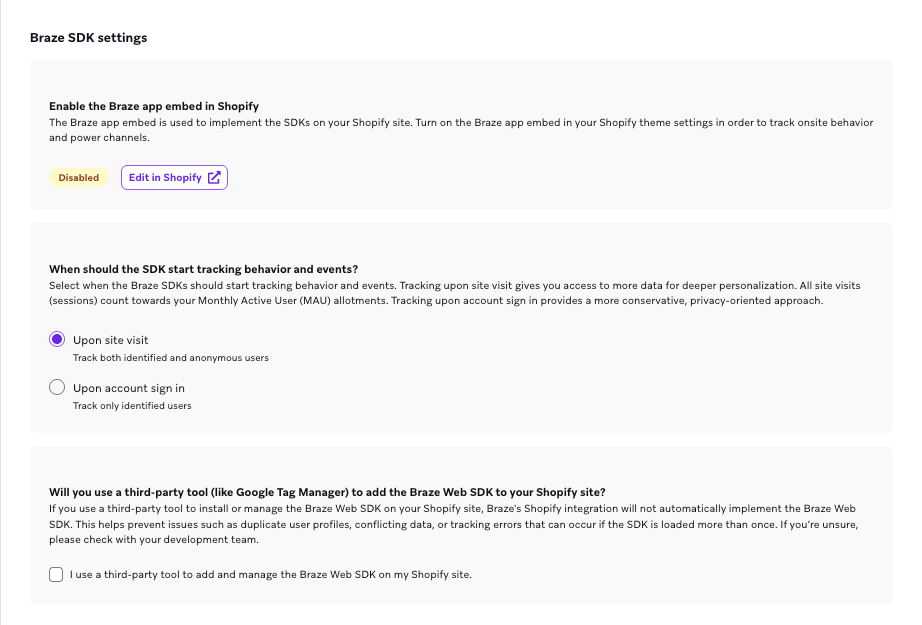 Braze SDK settings
Enable the Braze app embed in Shopify
The Braze app embed is used to implement the SDKs on your Shopify site. Turn on the Braze app embed in your Shopify theme settings in order to track onsite behavior
and power channels.
Disabled
Edit in Shopify
When should the SDK start tracking behavior and events?
Select when the Braze SDKs should start tracking behavior and events. Tracking upon site visit gives you access to more data for deeper personalization. All site visits
(sessions) count towards your Monthly Active User (MAU) allotments. Tracking upon account sign in provides a more conservative, privacy-oriented approach.
Upon site visit
Track both identified and anonymous users
Upon account sign in
Track only identified users
Will you use a third-party tool (like Google Tag Manager) to add the Braze Web SDK to your Shopify site?
If you use a third-party tool to install or manage the Braze Web SDK on your Shopify site, Braze's Shopify integration will not automatically implement the Braze Web
SDK. This helps prevent issues such as duplicate user profiles, conflicting data, or tracking errors that can occur if the SDK is loaded more than once. If you’re unsure,
please check with your development team.
I use a third-party tool to add and manage the Braze Web SDK on my Shopify site.